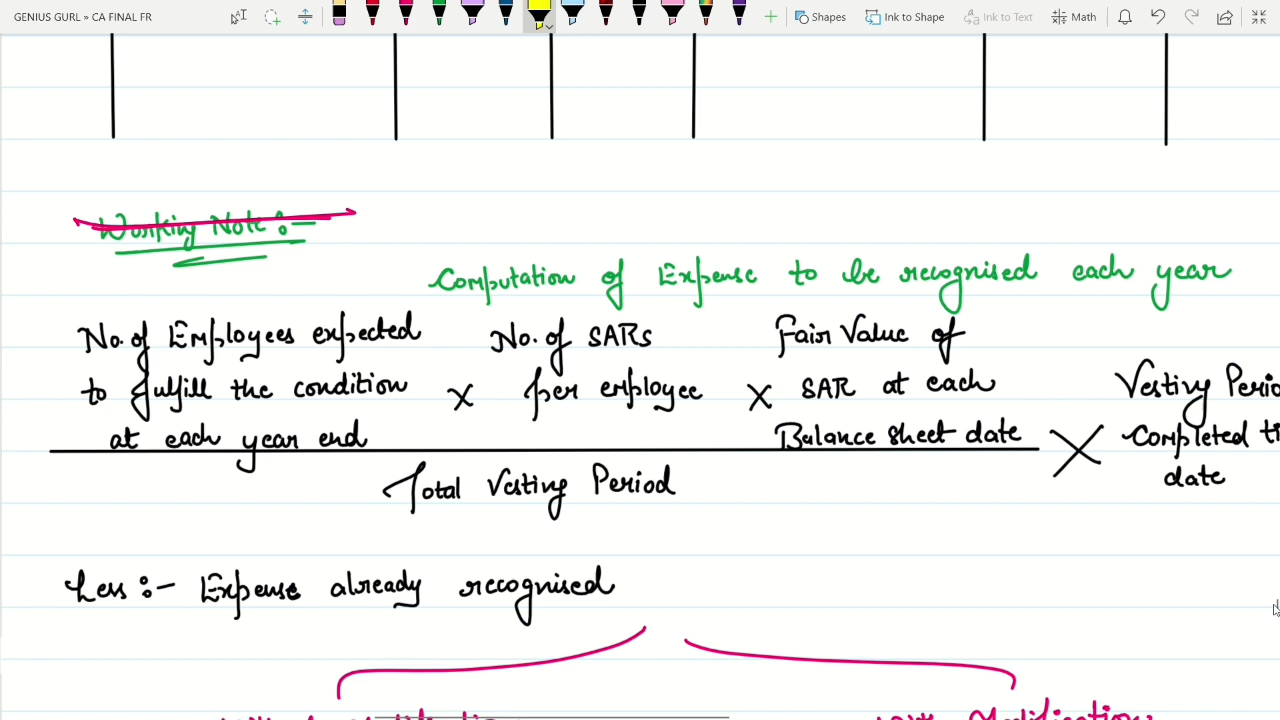 GENIUS GURL » CA FINAL FR
Shapes
Ink to Shape
Ink to Text
Math
Working Note :-
Computation of Expense to be recognised each year
No. of Employees expected
to fulfill the condition
at each year end
X
No. of SARs
per employee
X
Fair Value of
SAR at each
Balance sheet date
X
Vesting Perio
Completed ti
date
Total Vesting Period
Less :- Expense already recognised
with Modification